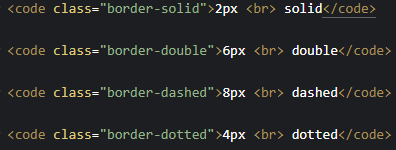 <code class="border-solid">2px <br> solid</code>
<code class="border-double">6px <br> double</code>
<code class="border-dashed">8px <br> dashed</code>
<code class="border-dotted">4px <br> dotted</code>